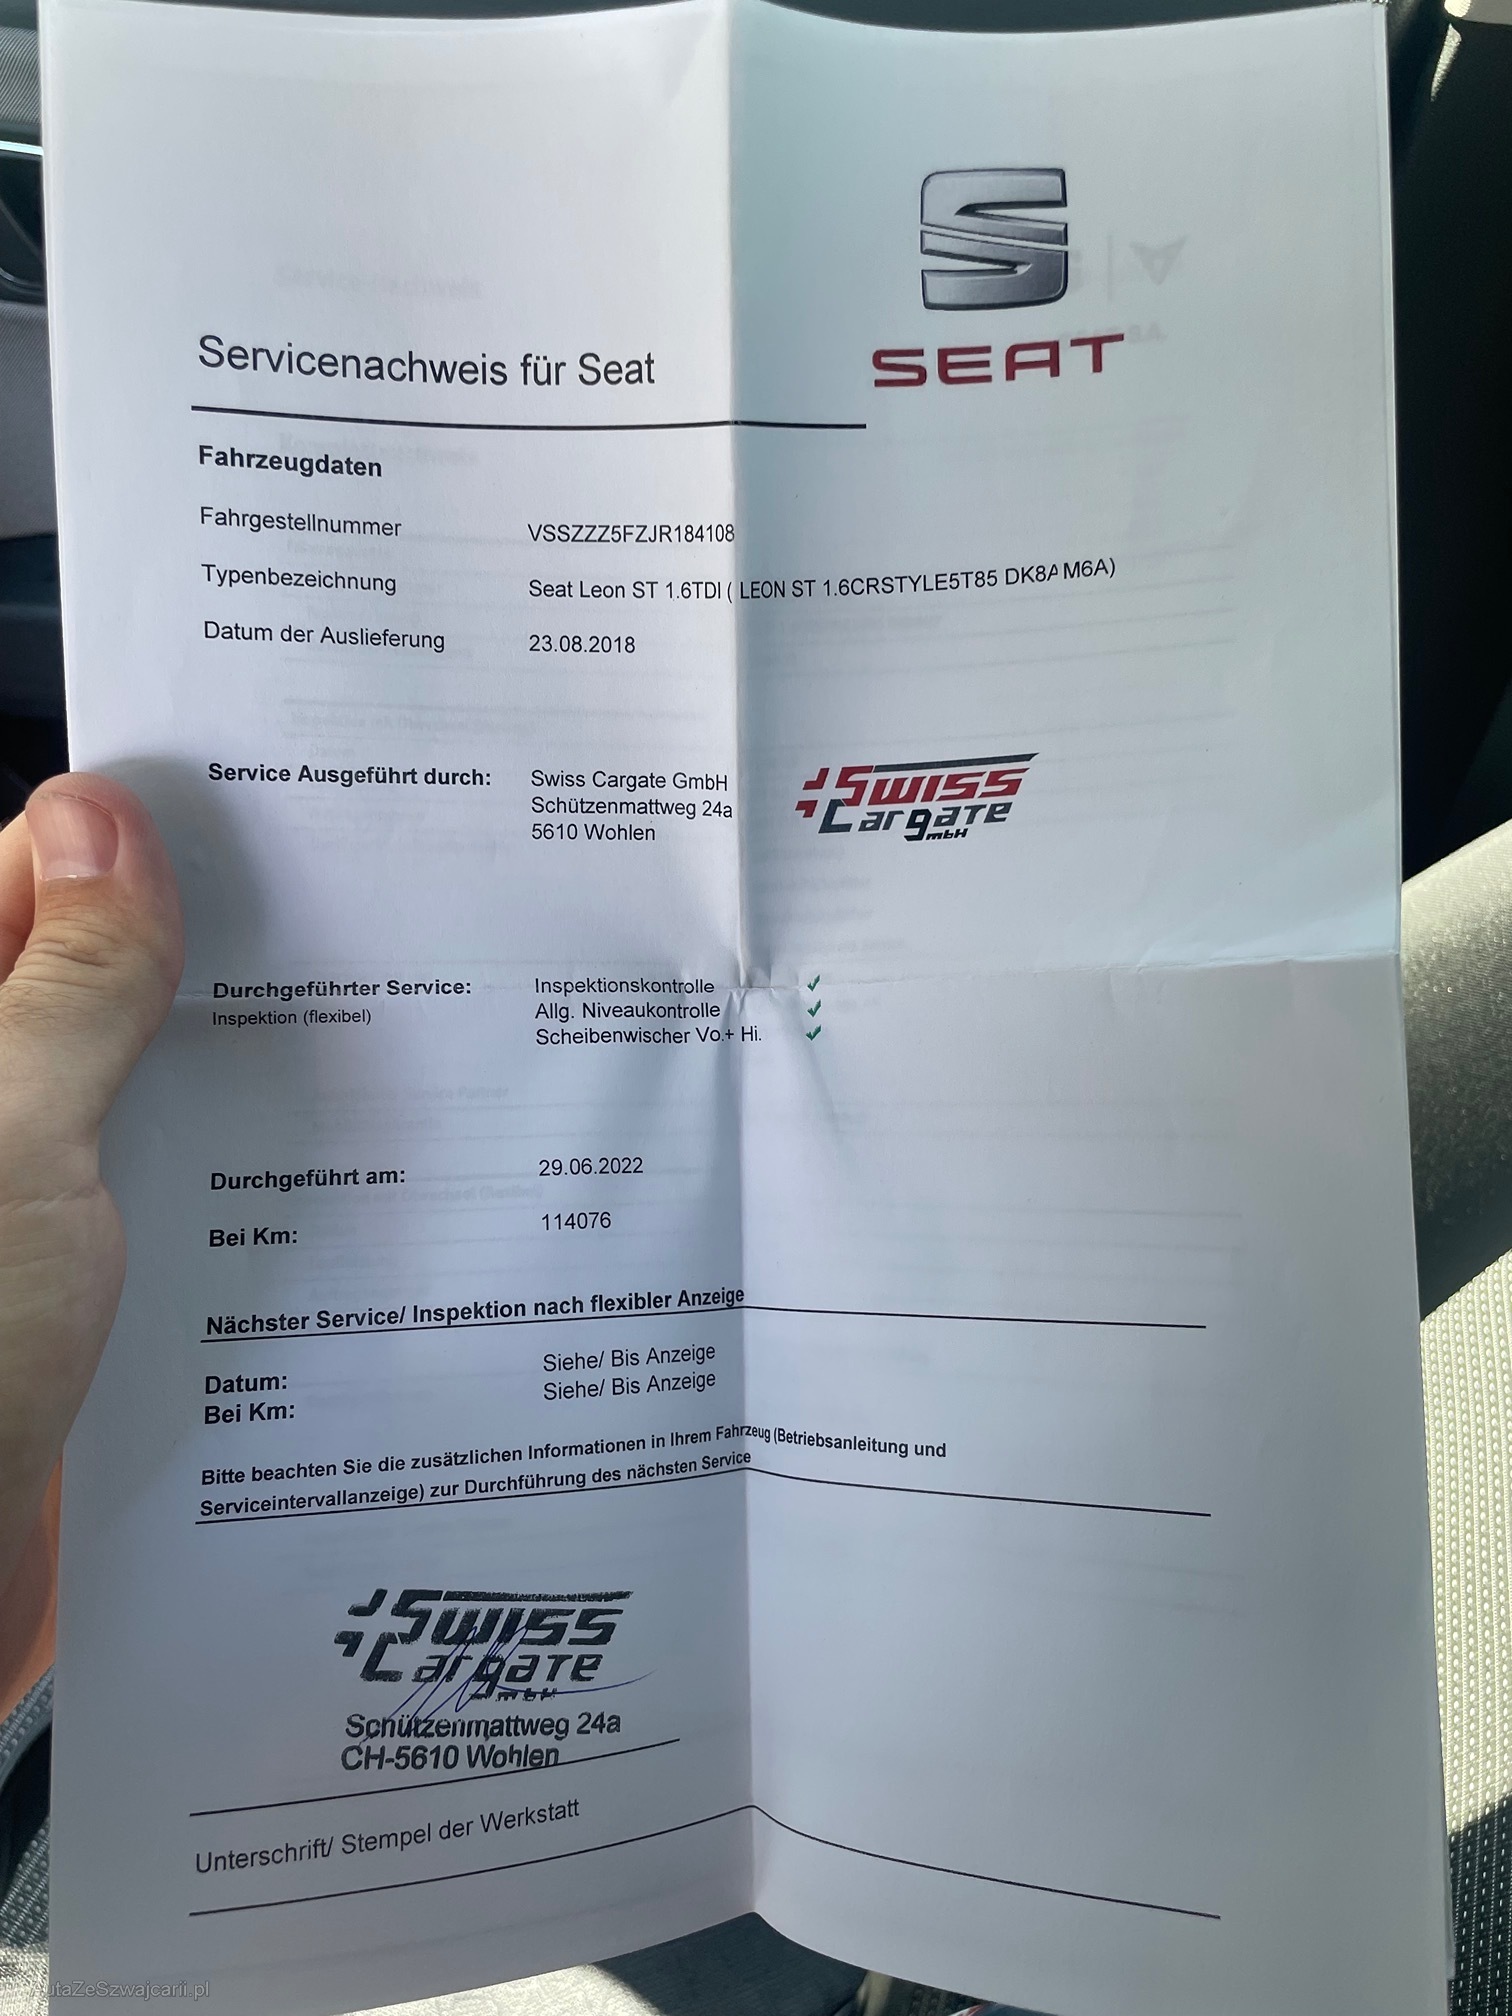 Servicenachweis für Seat
SEAT
Fahrzeugdaten
Fahrgestellnummer VSSZZZ5FZJR184108
Typenbezeichnung Seat Leon ST 1.6TDI ( LEON ST 1.6CRSTYLE5T85 DK8A M6A)
Datum der Auslieferung 23.08.2018
Service Ausgeführt durch: Swiss Cargate GmbH
Schützenmattweg 24a
5610 Wohlen
Swiss
Cargate
GmbH
Durchgeführter Service: Inspektionskontrolle ✓
Inspektion (flexibel) Allg. Niveaukontrolle ✓
Scheibenwischer Vo.+ Hi. ✓
Durchgeführt am: 29.06.2022
Bei Km: 114076
Nächster Service/ Inspektion nach flexibler Anzeige
Datum: Siehe/ Bis Anzeige
Bei Km: Siehe/ Bis Anzeige
Bitte beachten Sie die zusätzlichen Informationen in Ihrem Fahrzeug (Betriebsanleitung und
Serviceintervallanzeige) zur Durchführung des nächsten Service
Swiss
Cargate
GmbH
Schützenmattweg 24a
CH-5610 Wohlen
Unterschrift/ Stempel der Werkstatt
AutaZeSzwajcarii.pl